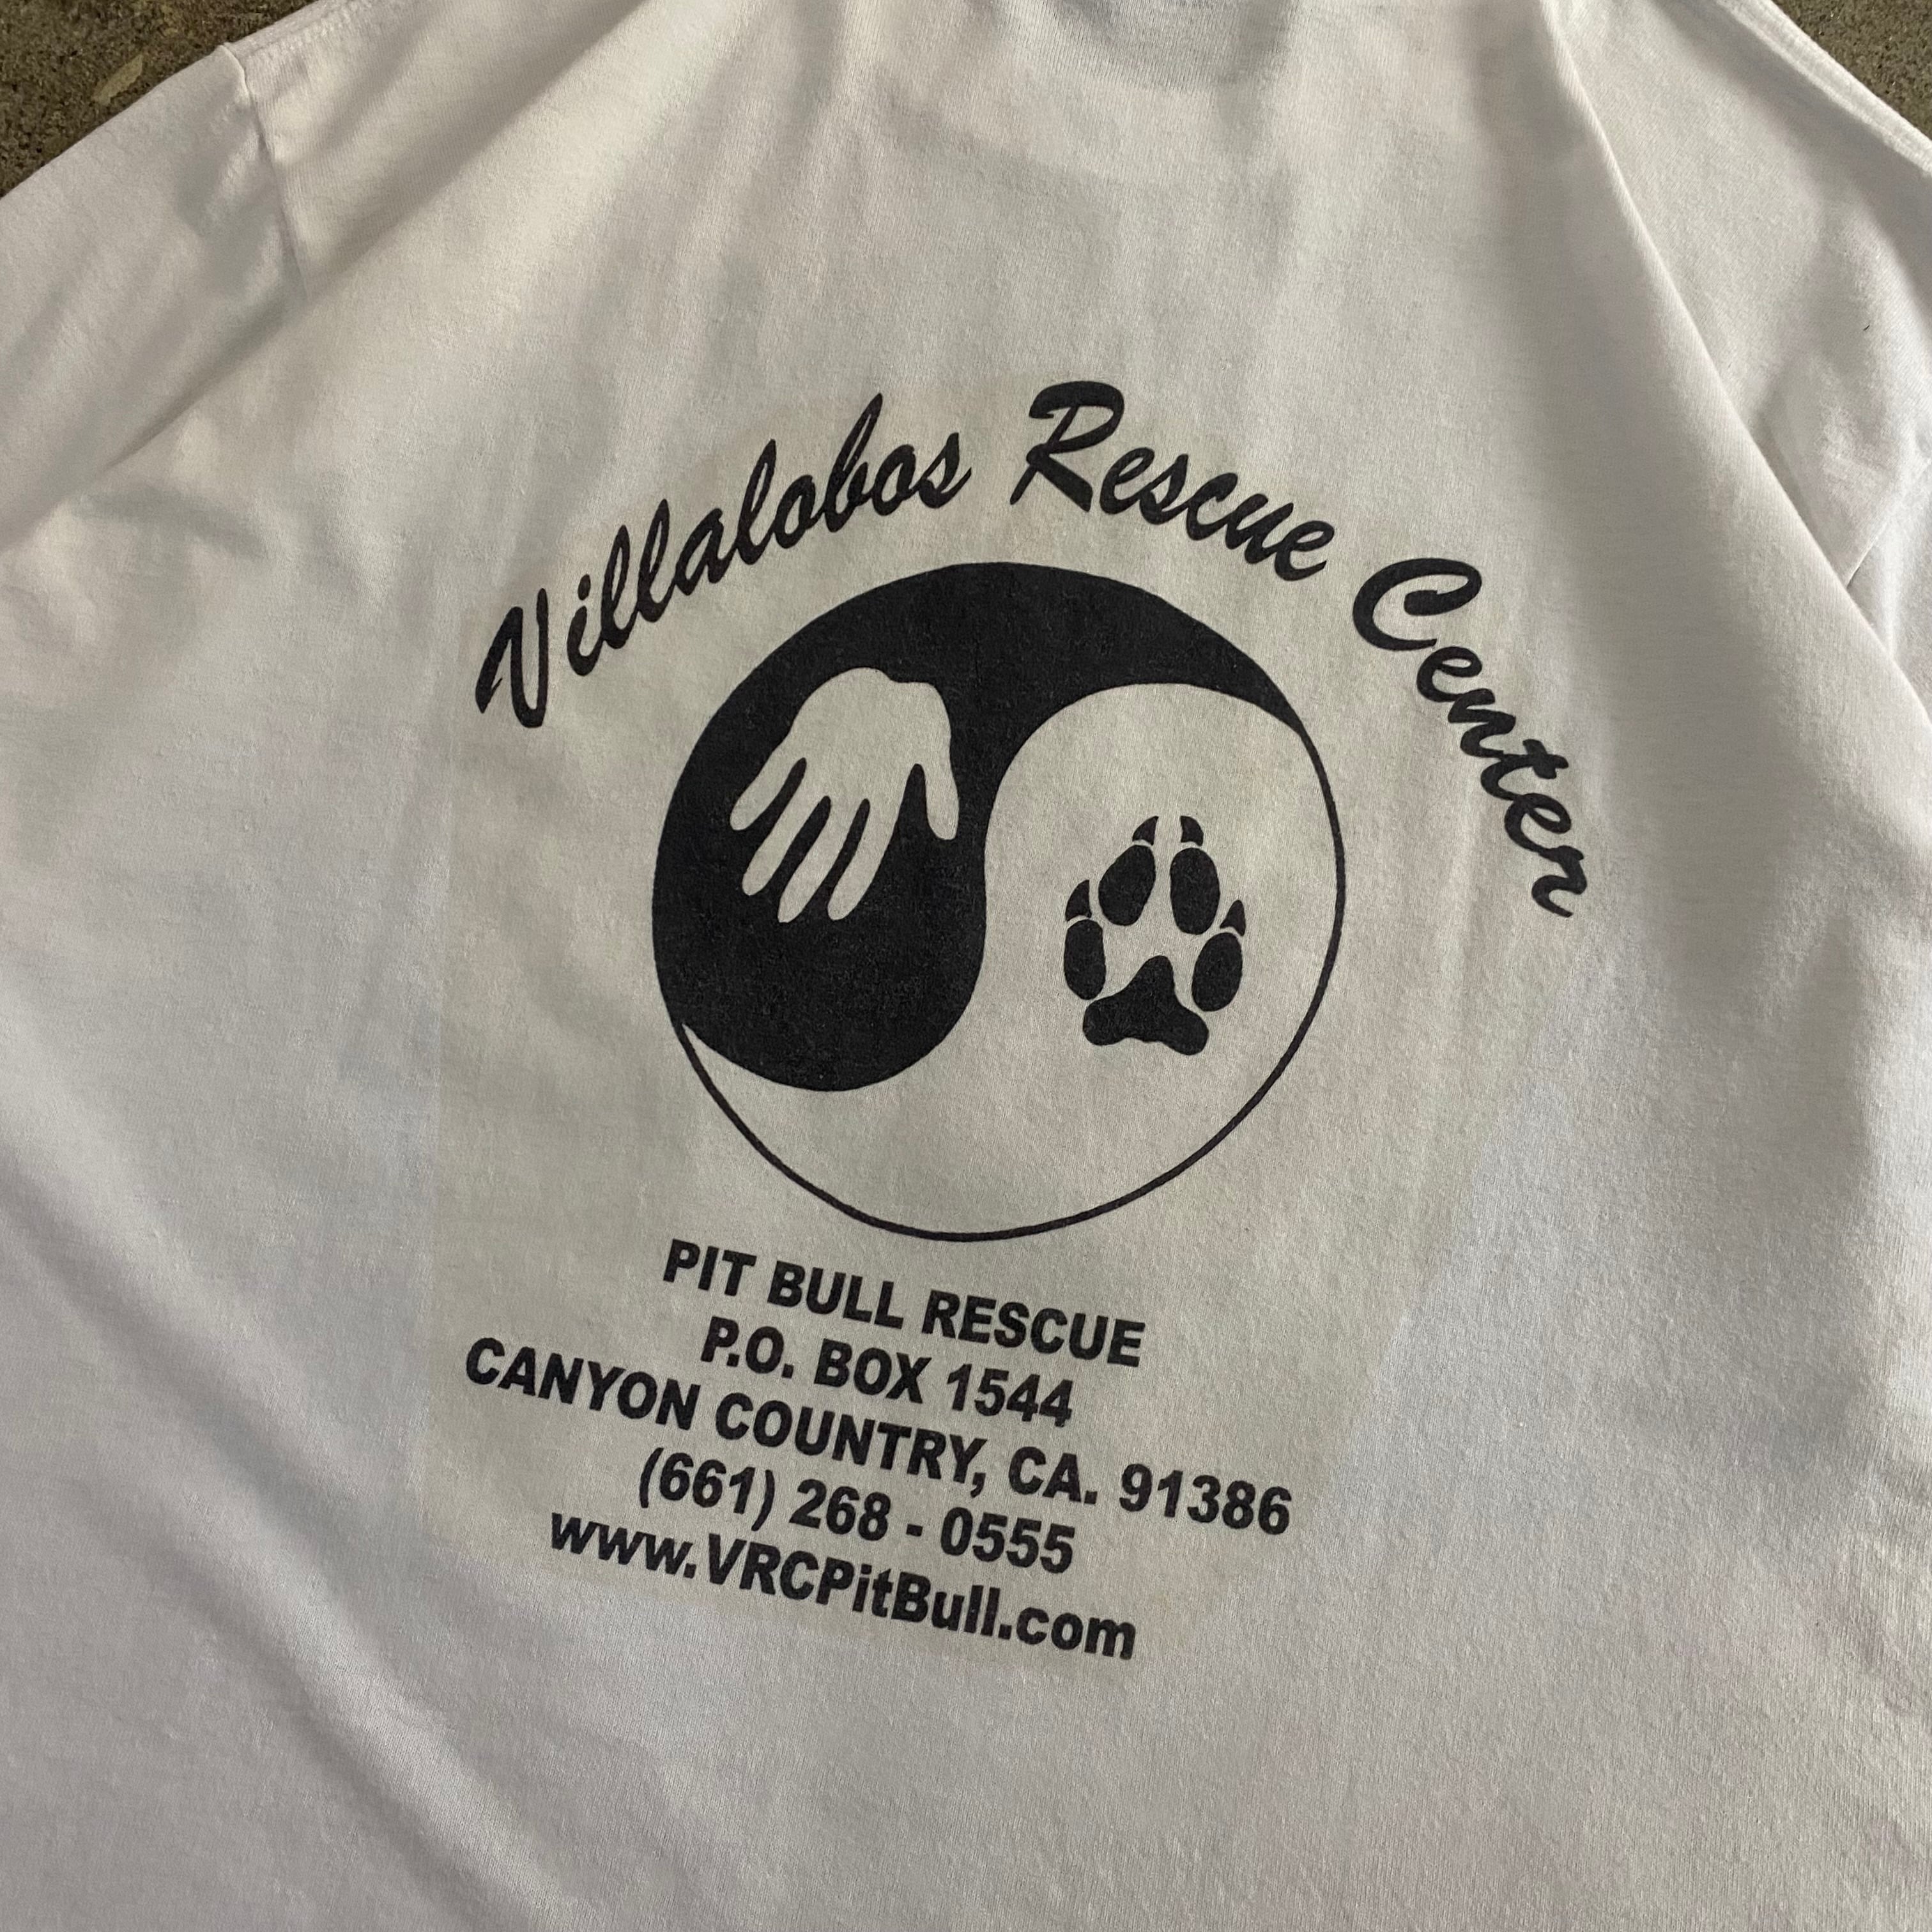 Villalobos Rescue Center
PIT BULL RESCUE
P.O. BOX 1544
CANYON COUNTRY, CA. 91386
(661) 268 - 0555
www.VRCPitBull.com